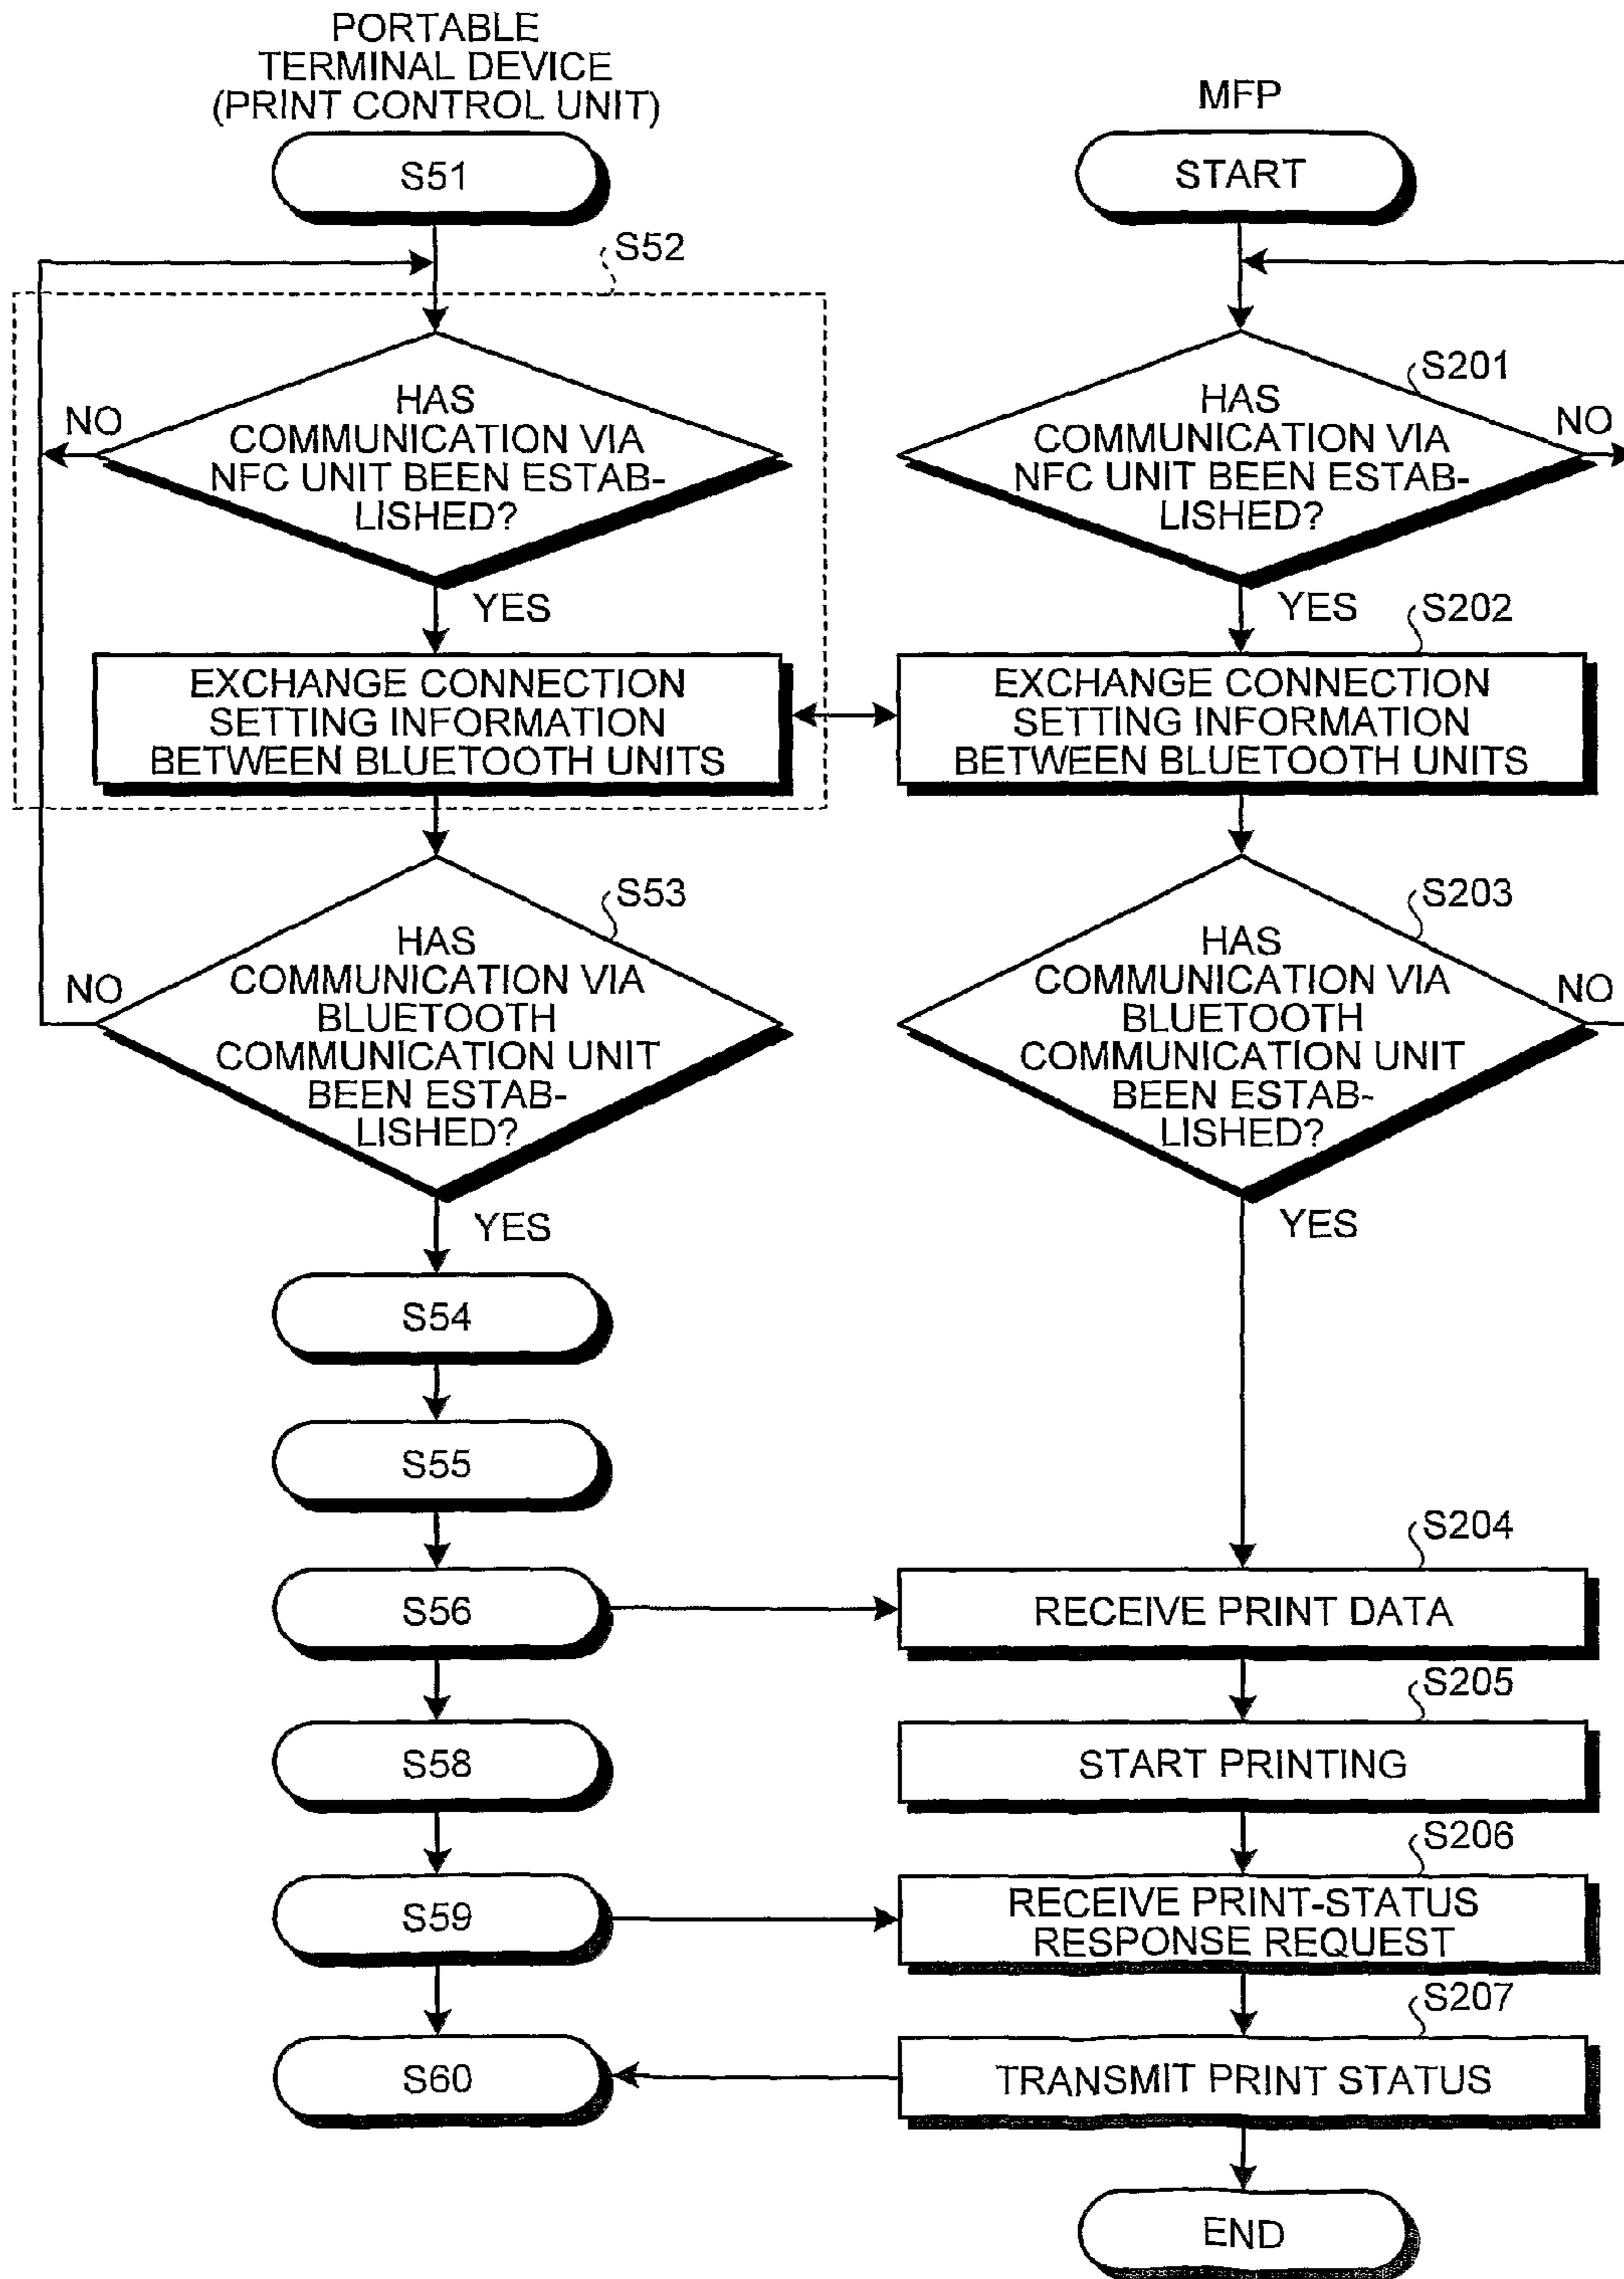 PORTABLE
TERMINAL DEVICE
(PRINT CONTROL UNIT)
S51
S52
HAS
COMMUNICATION VIA
NFC UNIT BEEN ESTAB-
LISHED?
NO
YES
EXCHANGE CONNECTION
SETTING INFORMATION
BETWEEN BLUETOOTH UNITS
S53
HAS
COMMUNICATION VIA
BLUETOOTH
COMMUNICATION UNIT
BEEN ESTAB-
LISHED?
NO
YES
S54
S55
S56
S58
S59
S60
MFP
START
S201
HAS
COMMUNICATION VIA
NFC UNIT BEEN ESTAB-
LISHED?
NO
YES
S202
EXCHANGE CONNECTION
SETTING INFORMATION
BETWEEN BLUETOOTH UNITS
S203
HAS
COMMUNICATION VIA
BLUETOOTH
COMMUNICATION UNIT
BEEN ESTAB-
LISHED?
NO
YES
S204
RECEIVE PRINT DATA
S205
START PRINTING
S206
RECEIVE PRINT-STATUS
RESPONSE REQUEST
S207
TRANSMIT PRINT STATUS
END